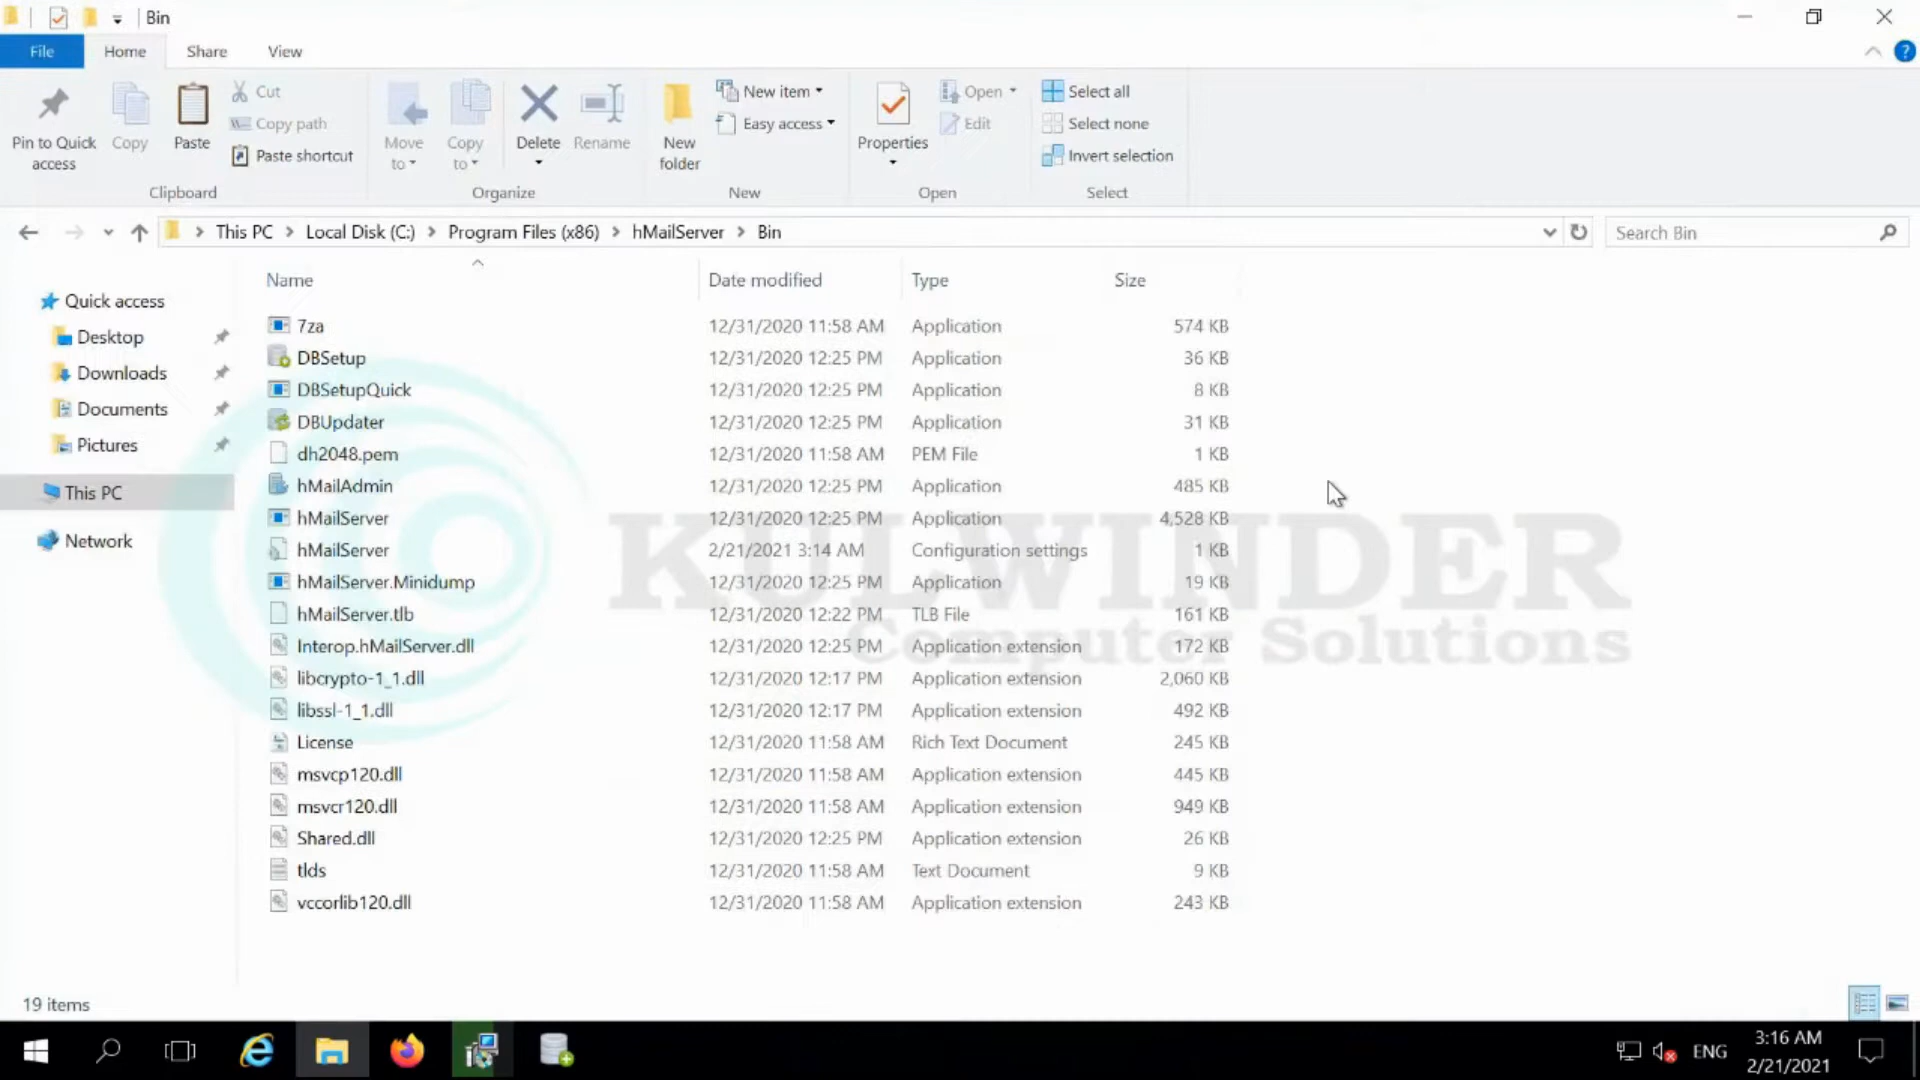 Bin
File Home Share View
Pin to Quick access
Copy
Paste
Cut
Copy path
Paste shortcut
Clipboard
Move to
Copy to
Delete
Rename
Organize
New folder
New item
Easy access
New
Properties
Open
Edit
Open
Select all
Select none
Invert selection
Select
This PC > Local Disk (C:) > Program Files (x86) > hMailServer > Bin
Search Bin
Quick access
Desktop
Downloads
Documents
Pictures
This PC
Network
Name Date modified Type Size
7za 12/31/2020 11:58 AM Application 574 KB
DBSetup 12/31/2020 12:25 PM Application 36 KB
DBSetupQuick 12/31/2020 12:25 PM Application 8 KB
DBUpdater 12/31/2020 12:25 PM Application 31 KB
dh2048.pem 12/31/2020 11:58 AM PEM File 1 KB
hMailAdmin 12/31/2020 12:25 PM Application 485 KB
hMailServer 12/31/2020 12:25 PM Application 4,528 KB
hMailServer 2/21/2021 3:14 AM Configuration settings 1 KB
hMailServer.Minidump 12/31/2020 12:25 PM Application 19 KB
hMailServer.tlb 12/31/2020 12:22 PM TLB File 161 KB
Interop.hMailServer.dll 12/31/2020 12:25 PM Application extension 172 KB
libcrypto-1_1.dll 12/31/2020 12:17 PM Application extension 2,060 KB
libssl-1_1.dll 12/31/2020 12:17 PM Application extension 492 KB
License 12/31/2020 11:58 AM Rich Text Document 245 KB
msvcp120.dll 12/31/2020 11:58 AM Application extension 445 KB
msvcr120.dll 12/31/2020 11:58 AM Application extension 949 KB
Shared.dll 12/31/2020 12:25 PM Application extension 26 KB
tlds 12/31/2020 11:58 AM Text Document 9 KB
vccorlib120.dll 12/31/2020 11:58 AM Application extension 243 KB
KULWINDER
Computer Solutions
19 items
ENG
3:16 AM
2/21/2021